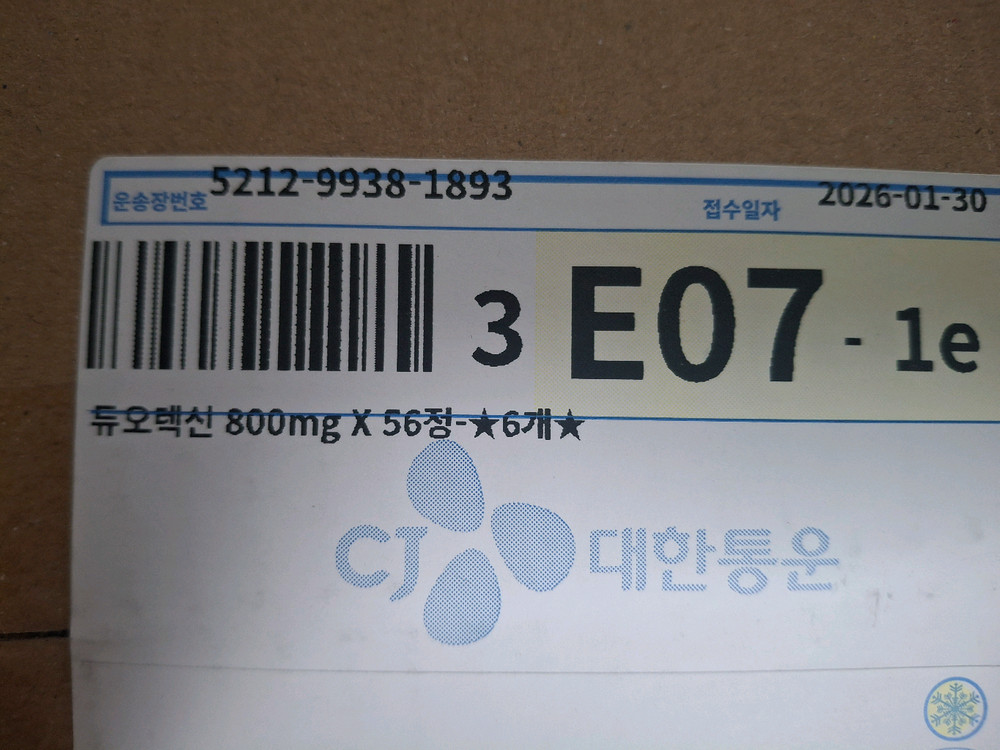 운송장번호 5212-9938-1893 접수일자 2026-01-30
3 E07 - 1e
듀오렉신 800mg X 56정-★6개★
CJ 대한통운